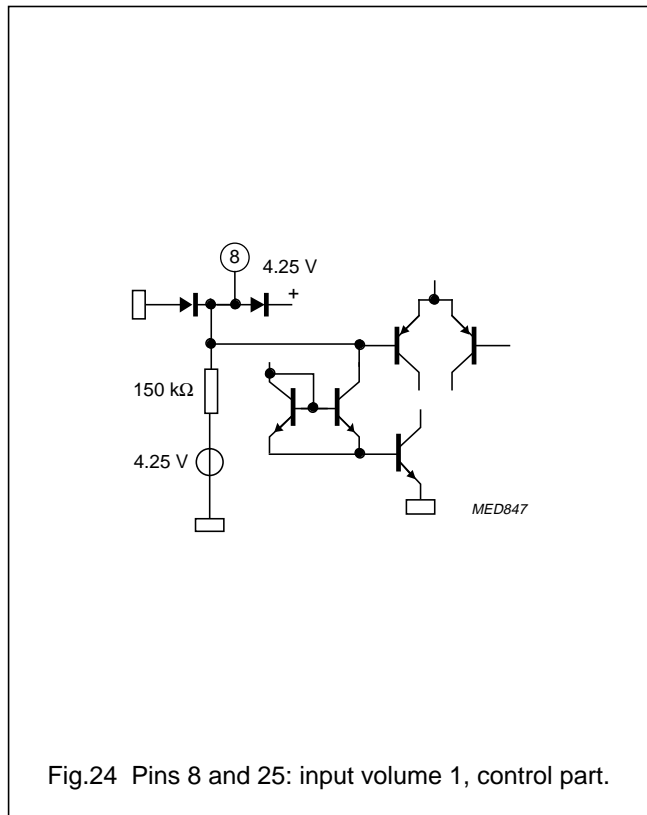 8
4.25 V
+
150 kΩ
4.25 V
MED847
Fig.24 Pins 8 and 25: input volume 1, control part.